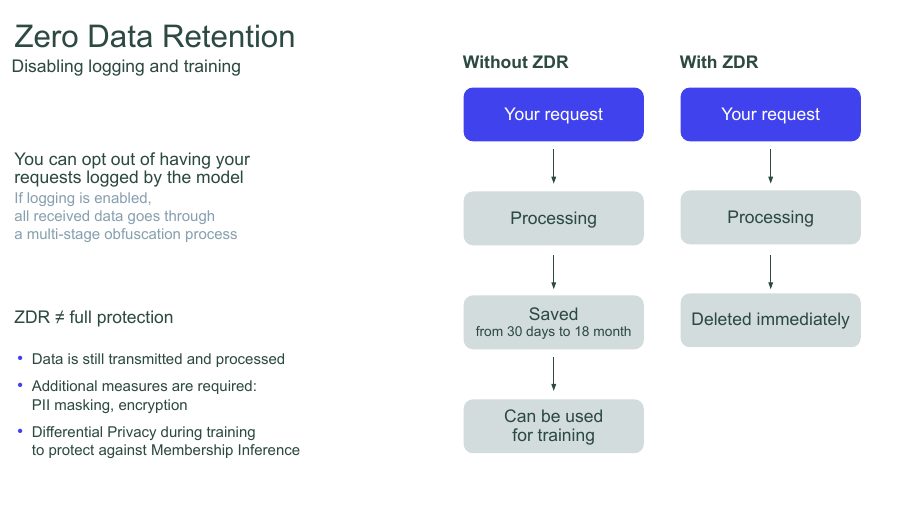 Zero Data Retention
Disabling logging and training
You can opt out of having your
requests logged by the model
If logging is enabled,
all received data goes through
a multi-stage obfuscation process
ZDR ≠ full protection
• Data is still transmitted and processed
• Additional measures are required:
PII masking, encryption
• Differential Privacy during training
to protect against Membership Inference
Without ZDR
Your request
Processing
Saved
from 30 days to 18 month
Can be used
for training
With ZDR
Your request
Processing
Deleted immediately